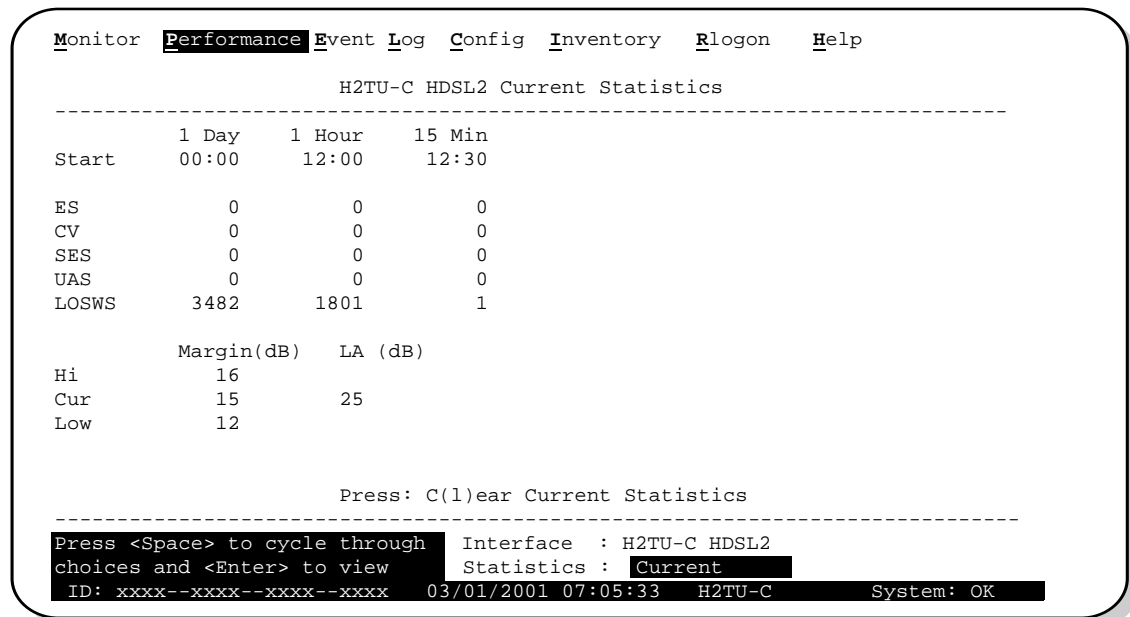 Monitor Performance Event Log Config Inventory Rlogon Help
H2TU-C HDSL2 Current Statistics
-----------------------------------------------------------------------------
1 Day 1 Hour 15 Min
Start 00:00 12:00 12:30
ES 0 0 0
CV 0 0 0
SES 0 0 0
UAS 0 0 0
LOSWS 3482 1801 1
Margin(dB) LA (dB)
Hi 16
Cur 15 25
Low 12
Press: C(l)ear Current Statistics
------------------------------------------------------------------------------
Press <Space> to cycle through Interface : H2TU-C HDSL2
choices and <Enter> to view Statistics : Current
ID: xxxx--xxxx--xxxx--xxxx 03/01/2001 07:05:33 H2TU-C System: OK